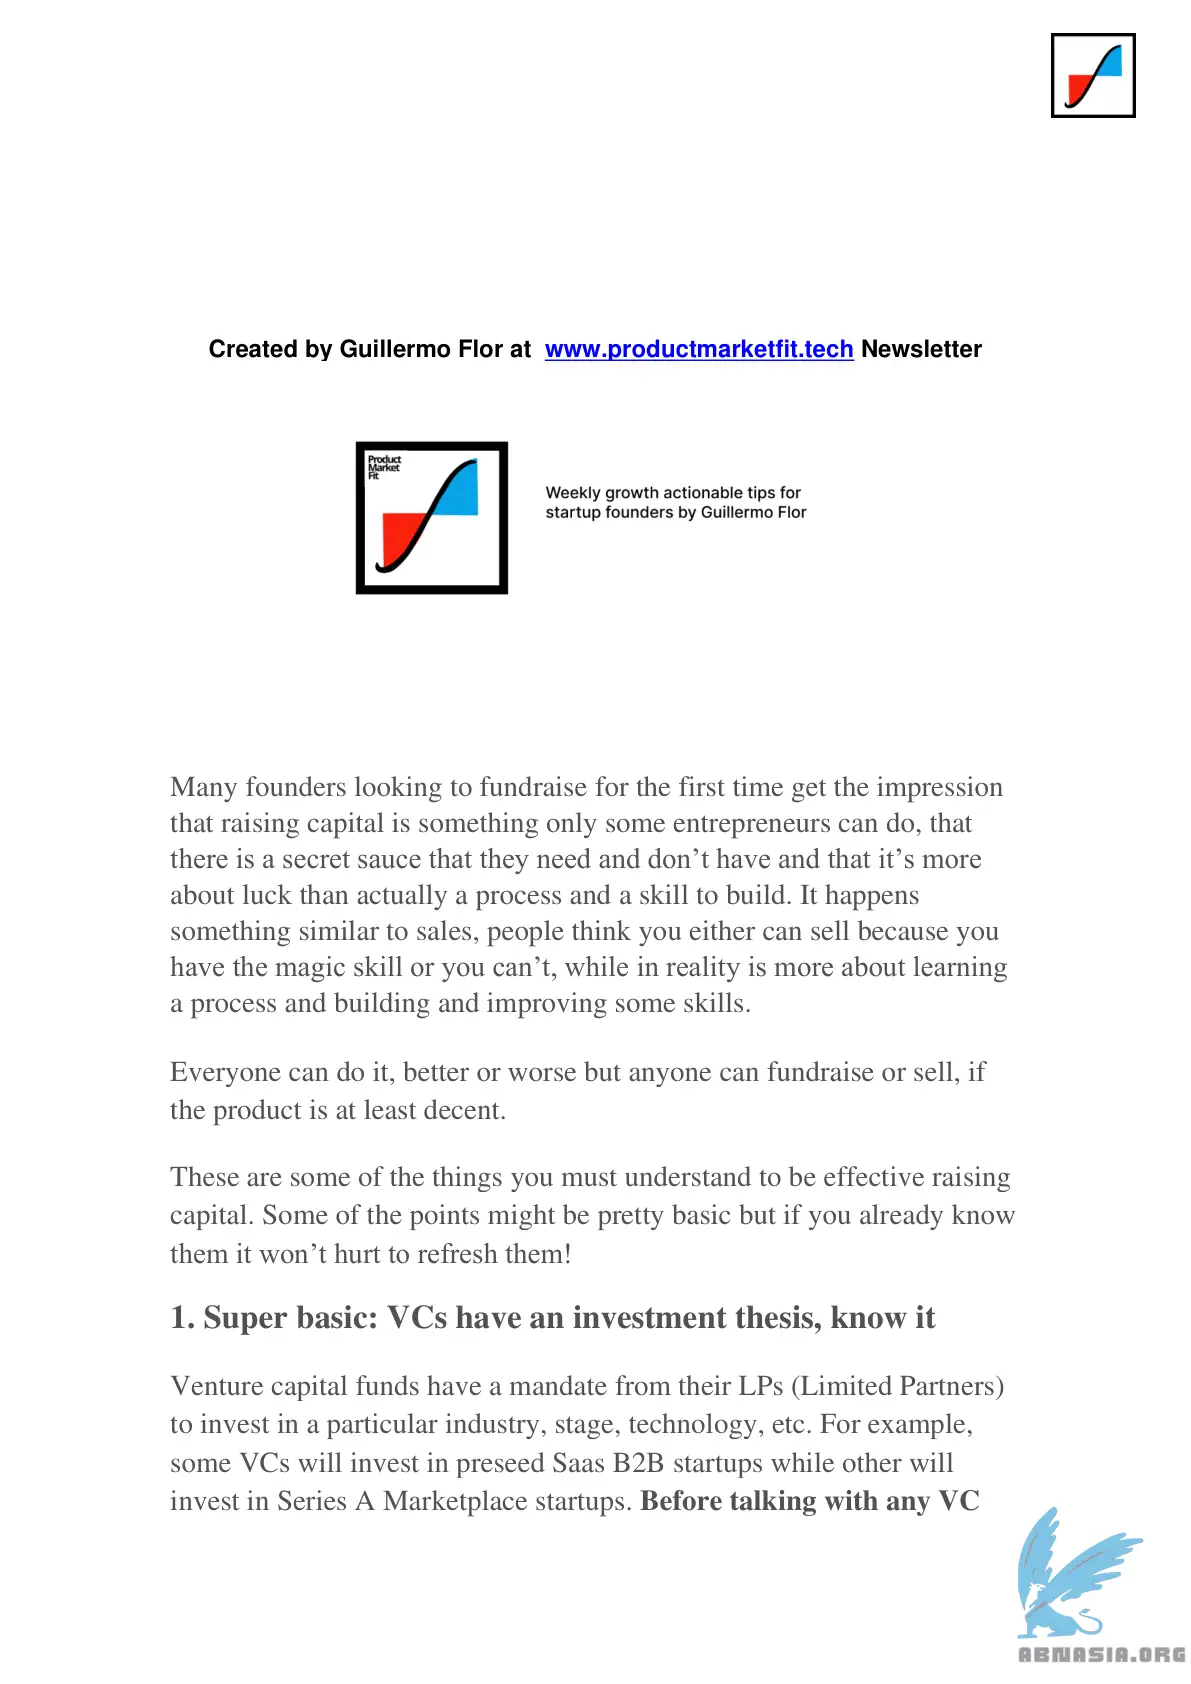 Created by Guillermo Flor at www.productmarketfit.tech Newsletter
Product
Market
Fit
Weekly growth actionable tips for
startup founders by Guillermo Flor
Many founders looking to fundraise for the first time get the impression
that raising capital is something only some entrepreneurs can do, that
there is a secret sauce that they need and don’t have and that it’s more
about luck than actually a process and a skill to build. It happens
something similar to sales, people think you either can sell because you
have the magic skill or you can’t, while in reality is more about learning
a process and building and improving some skills.
Everyone can do it, better or worse but anyone can fundraise or sell, if
the product is at least decent.
These are some of the things you must understand to be effective raising
capital. Some of the points might be pretty basic but if you already know
them it won’t hurt to refresh them!
1. Super basic: VCs have an investment thesis, know it
Venture capital funds have a mandate from their LPs (Limited Partners)
to invest in a particular industry, stage, technology, etc. For example,
some VCs will invest in preseed Saas B2B startups while other will
invest in Series A Marketplace startups. Before talking with any VC
ABNASIA.ORG